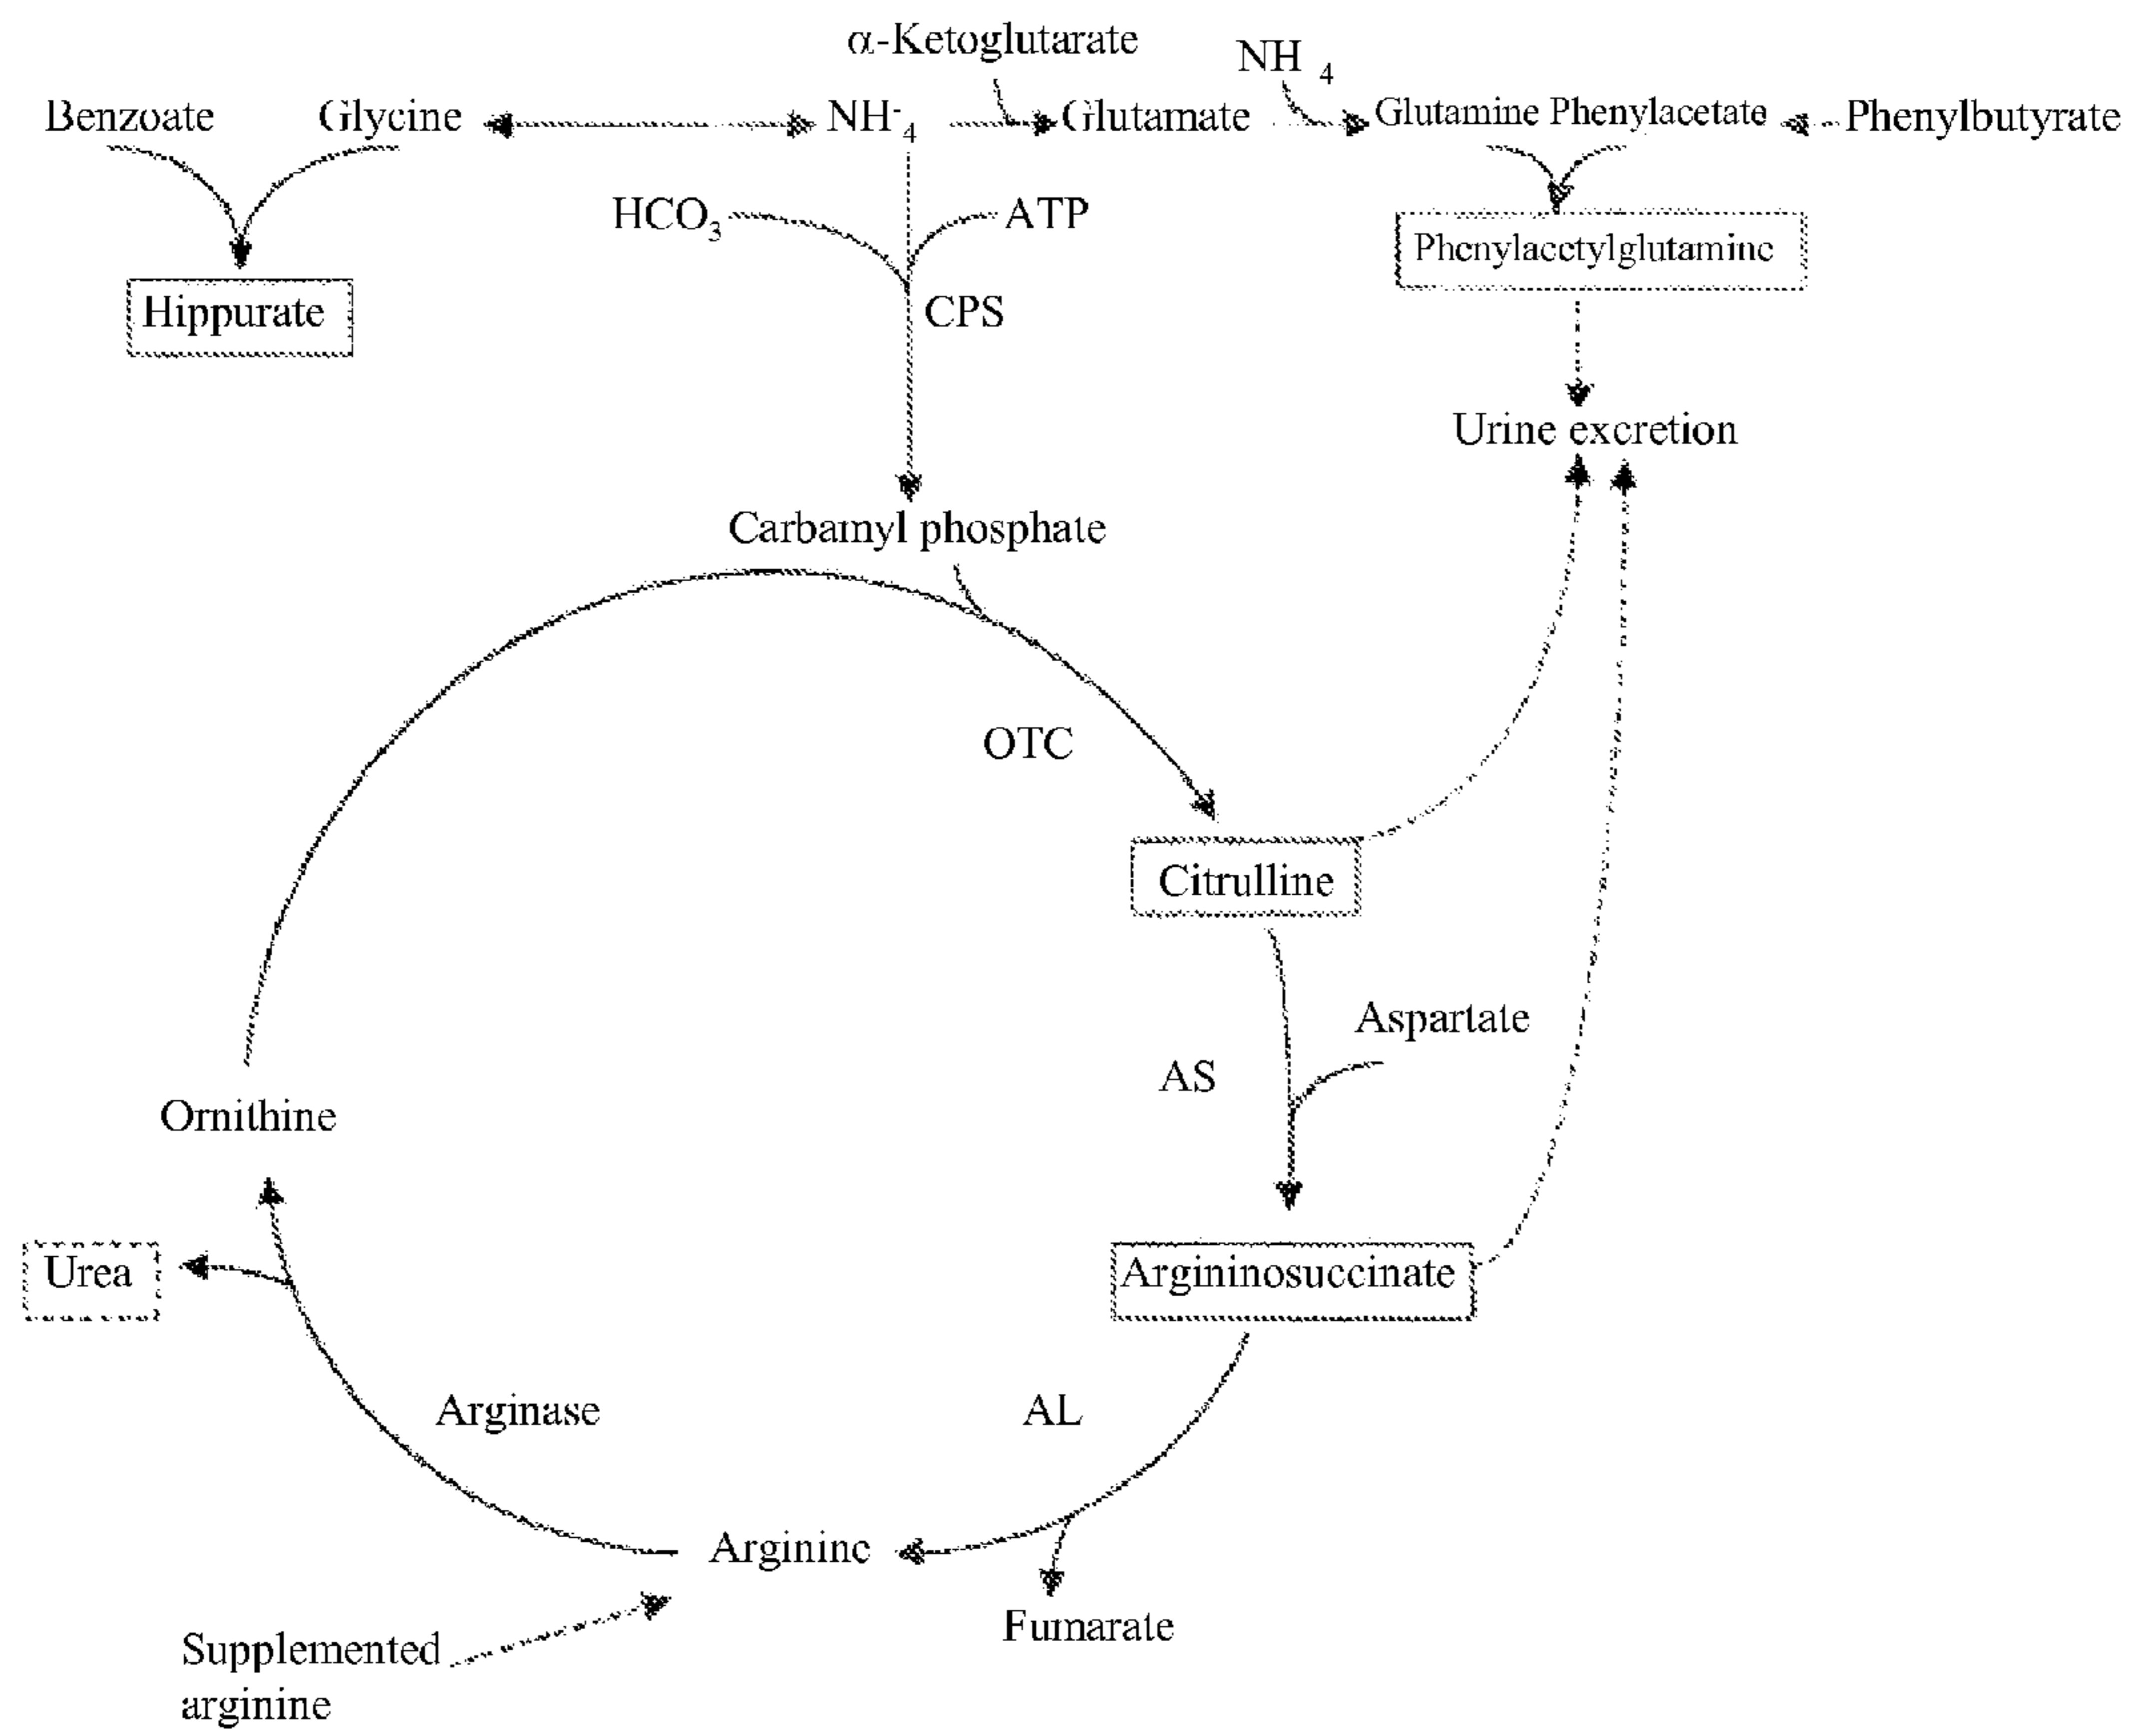 α-Ketoglutarate
NH 4
Benzoate
Glycine
NH-4
Glutamate
Glutamine Phenylacetate
Phenylbutyrate
HCO3
ATP
Phenylacetylglutamine
Hippurate
CPS
Urine excretion
Carbamyl phosphate
OTC
Citrulline
Aspartate
AS
Ornithine
Urea
Argininosuccinate
Arginase
AL
Arginine
Fumarate
Supplemented
arginine